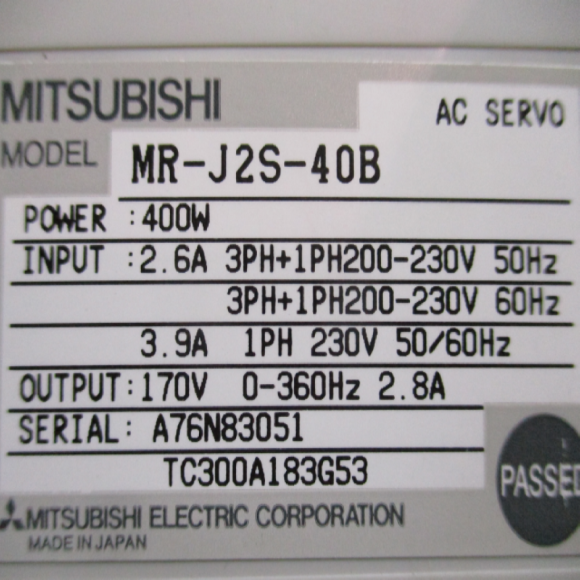 MITSUBISHI
AC SERVO
MODEL MR-J2S-40B
POWER :400W
INPUT :2.6A 3PH+1PH200-230V 50Hz
3PH+1PH200-230V 60Hz
3.9A 1PH 230V 50/60Hz
OUTPUT:170V 0-360Hz 2.8A
SERIAL: A76N83051
TC300A183G53
PASSED
MITSUBISHI ELECTRIC CORPORATION
MADE IN JAPAN